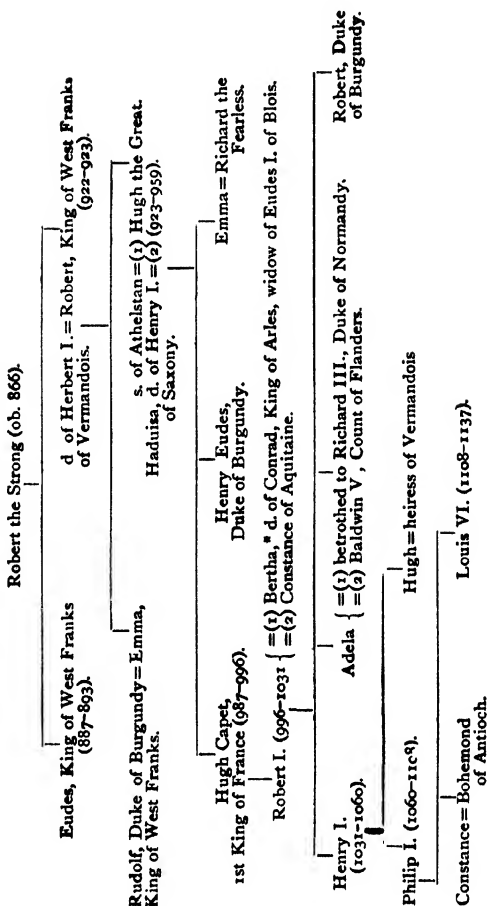 Robert the Strong (ob. 866).
Eudes, King of West Franks
(887–893).
d of Herbert I. = Robert, King of West Franks
of Vermandois. (922–923).
Rudolf, Duke of Burgundy = Emma,
King of West Franks.
s. of Athelstan = (1) } Hugh the Great.
Haduisa, d. of Henry I. = (2) } (923–959).
of Saxony.
Hugh Capet,
1st King of France (987–996).
Henry Eudes,
Duke of Burgundy.
Emma = Richard the
Fearless.
Robert I. (996–1031 { = (1) Bertha,* d. of Conrad, King of Arles, widow of Eudes I. of Blois.
{ = (2) Constance of Aquitaine.
Henry I.
(1031–1060).
Adela { = (1) betrothed to Richard III., Duke of Normandy.
{ = (2) Baldwin V, Count of Flanders.
Robert, Duke
of Burgundy.
Philip I. (1060–11c8).
Hugh = heiress of Vermandois
Constance = Bohemond
of Antioch.
Louis VI. (1108–1137).